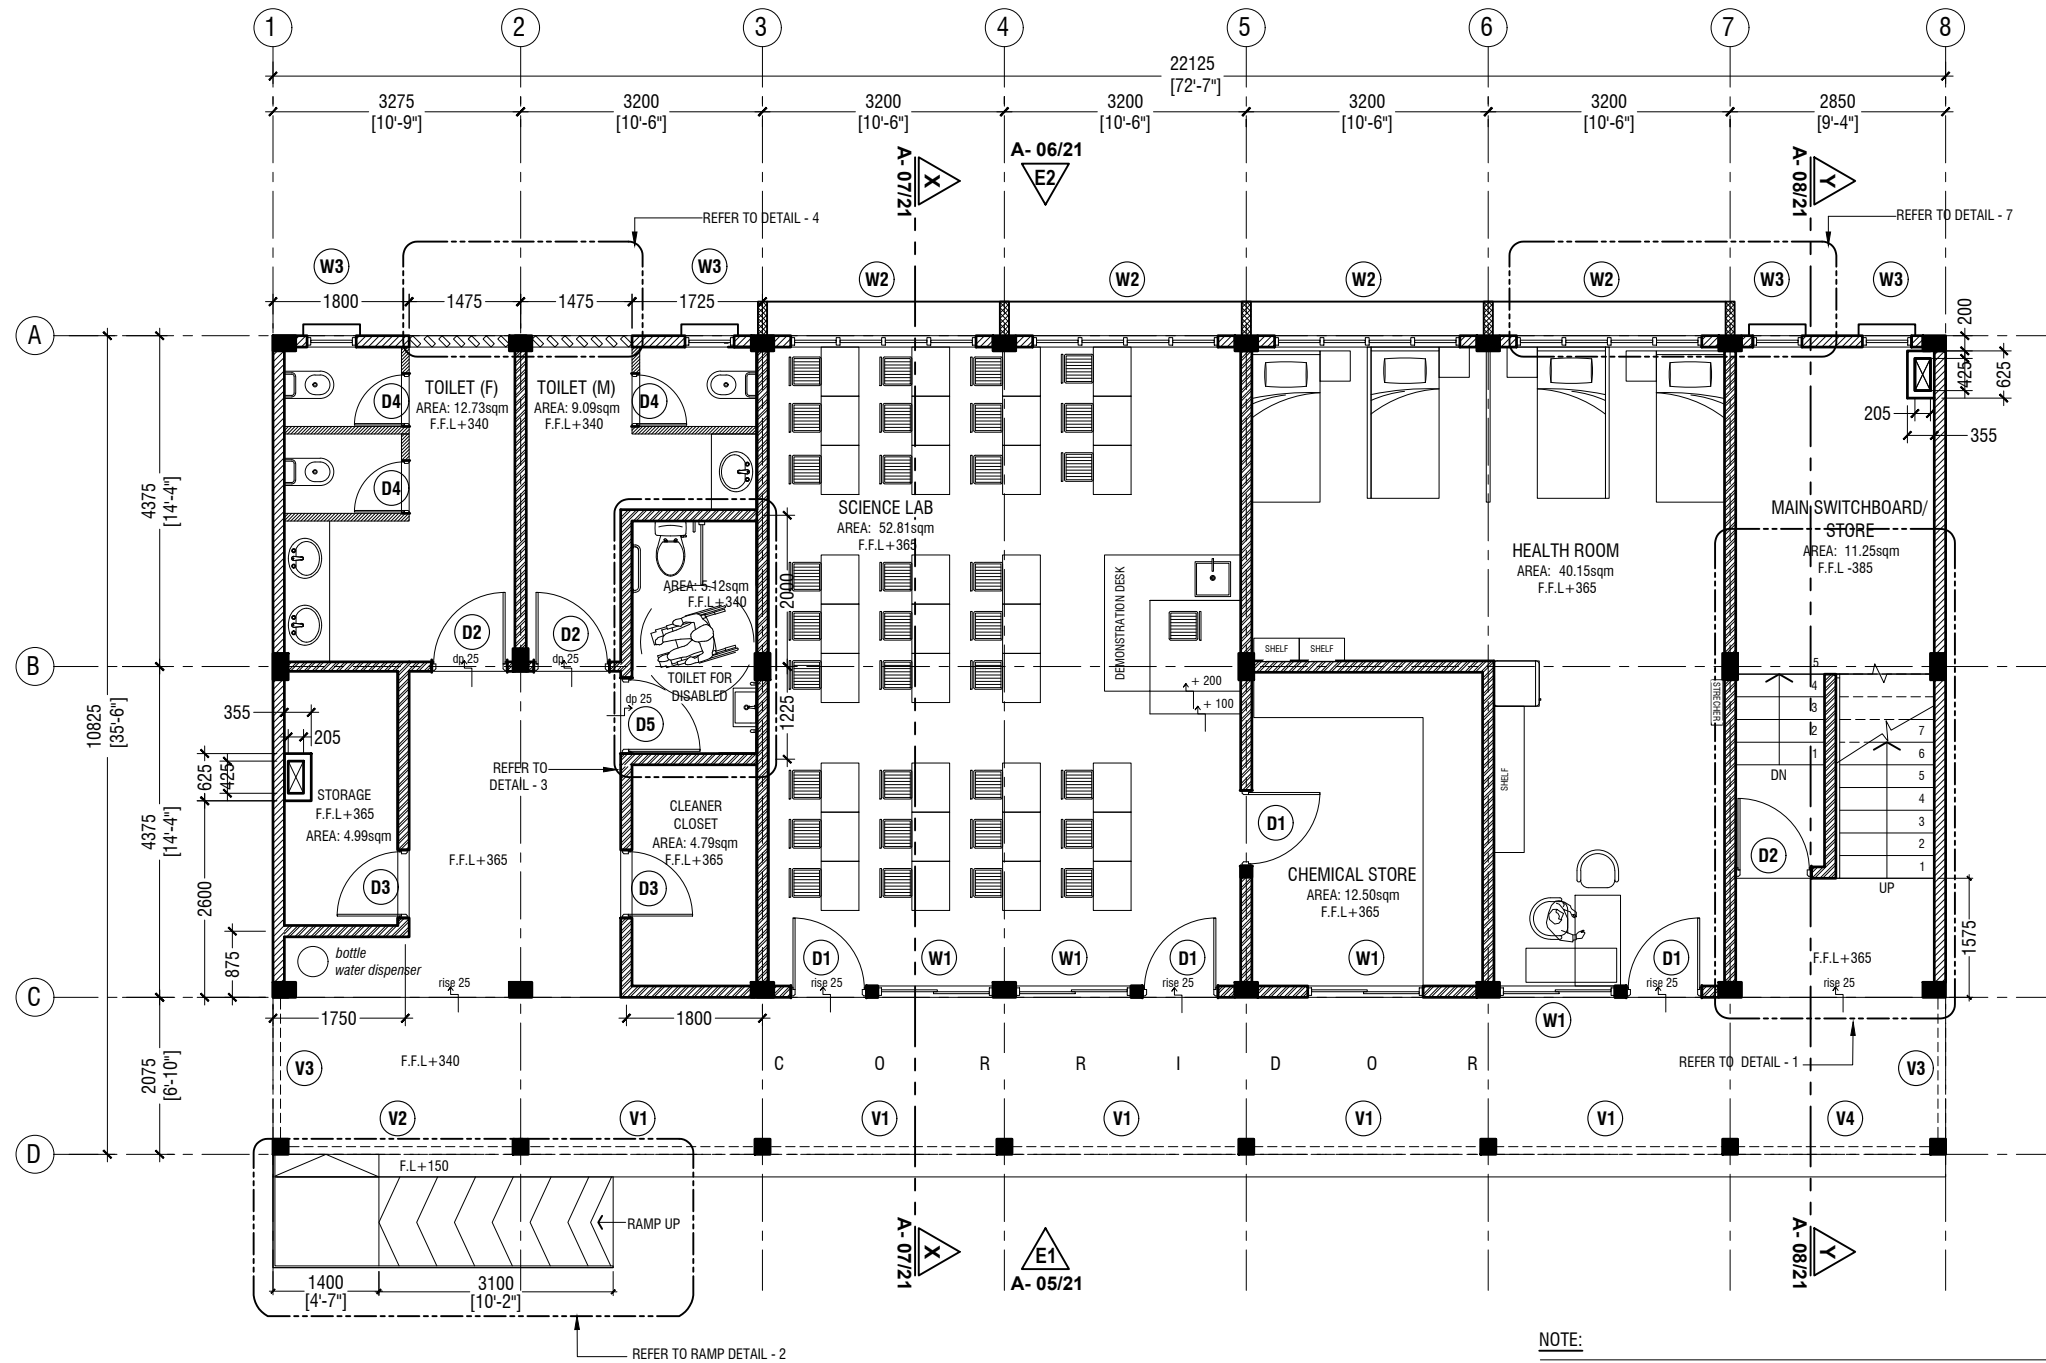 1 2 3 4 5 6 7 8
22125
[72'-7"]
3275 3200 3200 3200 3200 3200 2850
[10'-9"] [10'-6"] [10'-6"] [10'-6"] [10'-6"] [10'-6"] [9'-4"]
A- 07/21
X
A- 06/21
E2
A- 08/21
Y
REFER TO DETAIL - 4
REFER TO DETAIL - 7
W3 W3 W2 W2 W2 W2 W3 W3
1800 1475 1475 1725
200
A
425
625
205
355
TOILET (F)
AREA: 12.73sqm
F.F.L+340
TOILET (M)
AREA: 9.09sqm
F.F.L+340
D4 D4
D4
4375
[14'-4"]
SCIENCE LAB
AREA: 52.81sqm
F.F.L+365
HEALTH ROOM
AREA: 40.15sqm
F.F.L+365
MAIN SWITCHBOARD/
STORE
AREA: 11.25sqm
F.F.L -385
AREA: 5.12sqm
F.F.L+340
2000
DEMONSTRATION DESK
D2 D2
dp 25 dp 25
SHELF SHELF
B
TOILET FOR
DISABLED
dp 25
D5
1225
+ 200
+ 100
STRECHER
5
4
3
2
1
DN
7
6
5
4
3
2
1
UP
10825
[35'-6"]
355
205
625
425
STORAGE
F.F.L+365
AREA: 4.99sqm
REFER TO
DETAIL - 3
CLEANER
CLOSET
AREA: 4.79sqm
F.F.L+365
SHELF
D1
D2
4375
[14'-4"]
2600
F.F.L+365
D3 D3
CHEMICAL STORE
AREA: 12.50sqm
F.F.L+365
875
bottle
water dispenser
D1 W1 W1 D1 W1 D1
F.F.L+365
1575
rise 25 rise 25 rise 25 rise 25 rise 25
C
1750 1800
W1
2075
[6'-10"]
V3
F.F.L+340
C O R R I D O R
REFER TO DETAIL - 1
V3
V2 V1 V1 V1 V1 V1 V4
D
F.L+150
RAMP UP
A- 07/21
X
E1
A- 05/21
A- 08/21
Y
1400 3100
[4'-7"] [10'-2"]
REFER TO RAMP DETAIL - 2
NOTE: